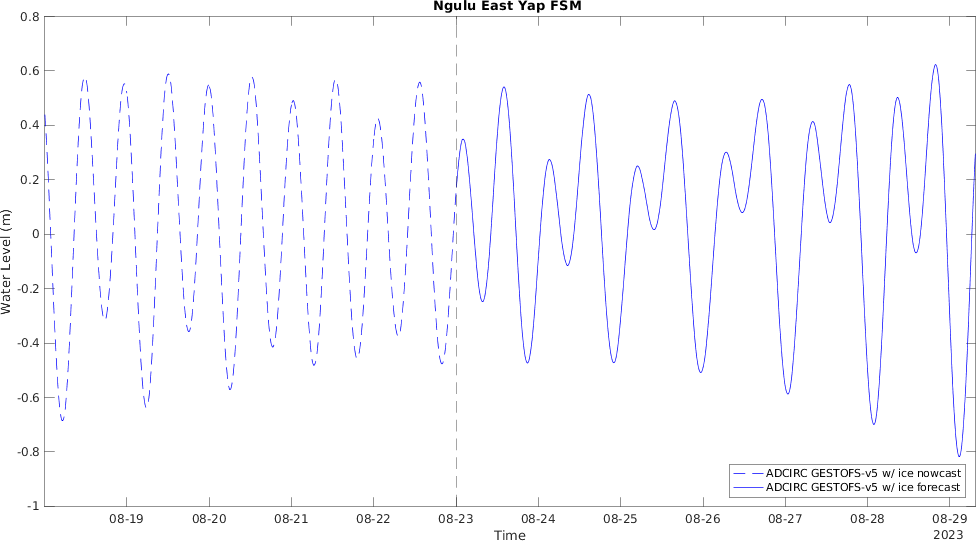 Ngulu East Yap FSM
Water Level (m)
0.8
0.6
0.4
0.2
0
-0.2
-0.4
-0.6
-0.8
-1
ADCIRC GESTOFS-v5 w/ ice nowcast
ADCIRC GESTOFS-v5 w/ ice forecast
08-19 08-20 08-21 08-22 08-23 08-24 08-25 08-26 08-27 08-28 08-29
Time
2023